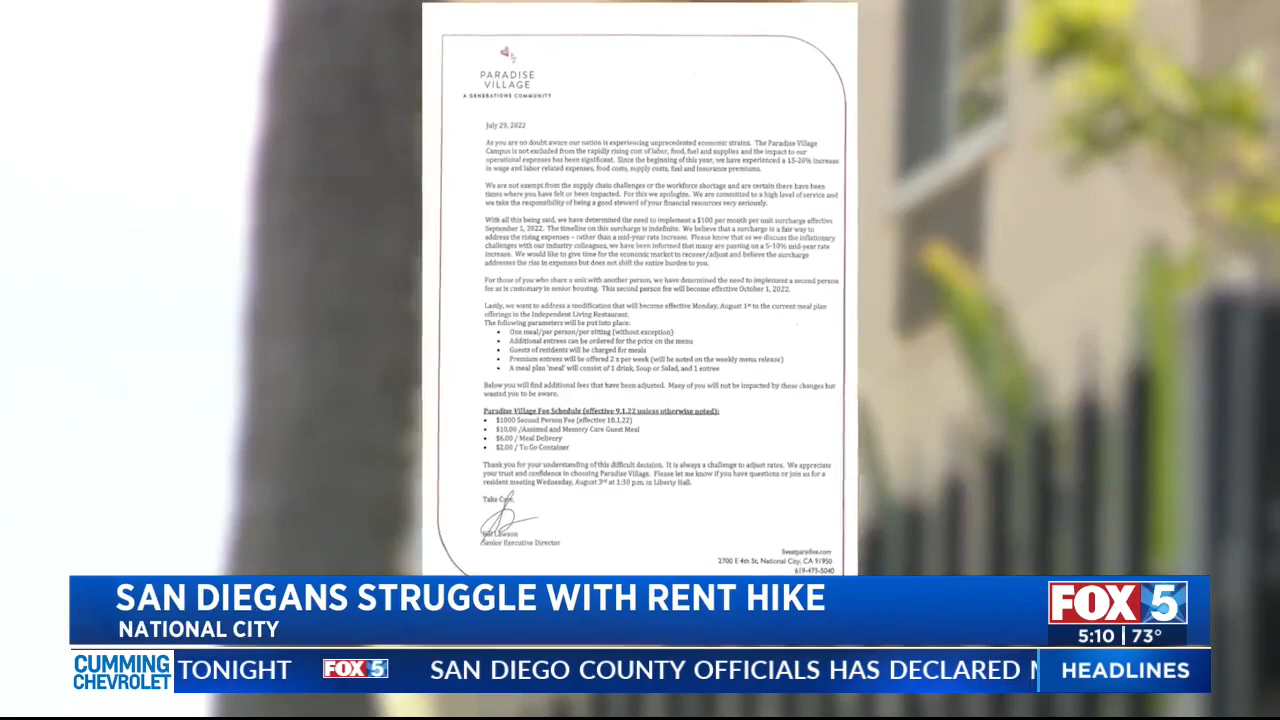 PARADISE
VILLAGE
A GENERATIONS COMMUNITY
July 29, 2022
As you are no doubt aware our nation is experiencing unprecedented economic strains. The Paradise Village
Campus is not excluded from the rapidly rising cost of labor, food, fuel and supplies and the impact to our
operational expenses has been significant. Since the beginning of this year, we have experienced a 15-20% increase
in wage and labor related expenses, food costs, supply costs, fuel and insurance premiums.
We are not exempt from the supply chain challenges or the workforce shortage and are certain there have been
times where you have felt or been impacted. For this we apologize. We are committed to a high level of service and
we take the responsibility of being a good steward of your financial resources very seriously.
With all this being said, we have determined the need to implement a $100 per month per unit surcharge effective
September 1, 2022. The timeline on this surcharge is indefinite. We believe that a surcharge is a fair way to
address the rising expenses – rather than a mid-year rate increase. Please know that as we discuss the inflationary
challenges with our industry colleagues, we have been informed that many are passing on a 5-10% mid-year rate
increase. We would like to give time for the economic market to recover/adjust and believe the surcharge
addresses the rise in expenses but does not shift the entire burden to you.
For those of you who share a unit with another person, we have determined the need to implement a second person
fee as is customary in senior housing. This second person fee will become effective October 1, 2022.
Lastly, we want to address a modification that will become effective Monday, August 1st to the current meal plan
offerings in the Independent Living Restaurant.
The following parameters will be put into place:
• One meal/per person/per sitting (without exception)
• Additional entrees can be ordered for the price on the menu
• Guests of residents will be charged for meals
• Premium entrees will be offered 2 x per week (will be noted on the weekly menu release)
• A meal plan 'meal' will consist of 1 drink, Soup or Salad, and 1 entree
Below you will find additional fees that have been adjusted. Many of you will not be impacted by these changes but
wanted you to be aware.
Paradise Village Fee Schedule (effective 9.1.22 unless otherwise noted):
• $1000 Second Person Fee (effective 10.1.22)
• $10.00 /Assisted and Memory Care Guest Meal
• $6.00 / Meal Delivery
• $2.00 / To Go Container
Thank you for your understanding of this difficult decision. It is always a challenge to adjust rates. We appreciate
your trust and confidence in choosing Paradise Village. Please let me know if you have questions or join us for a
resident meeting Wednesday, August 3rd at 1:30 p.m. in Liberty Hall.
Take Care,
Lawson
Senior Executive Director
2700 E 4th St, National City, CA 91950
619-475-5040
SAN DIEGANS STRUGGLE WITH RENT HIKE
NATIONAL CITY
FOX 5
5:10 | 73°
CUMMING
CHEVROLET
TONIGHT FOX 5 SAN DIEGO COUNTY OFFICIALS HAS DECLARED
HEADLINES